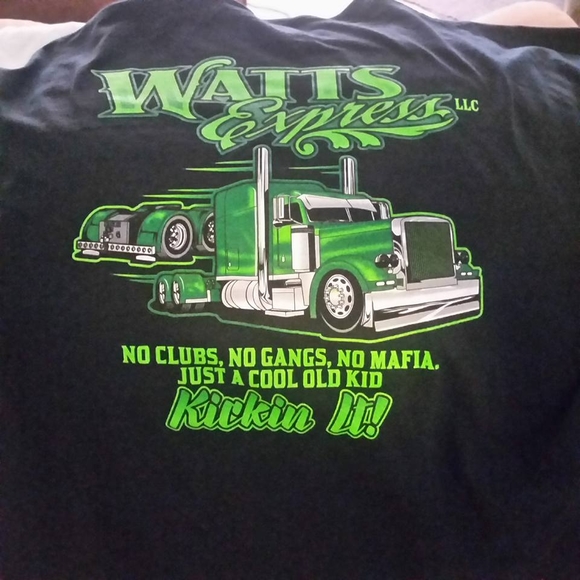 WATTS
Express LLC
NO CLUBS, NO GANGS, NO MAFIA.
JUST A COOL OLD KID
Kickin It!